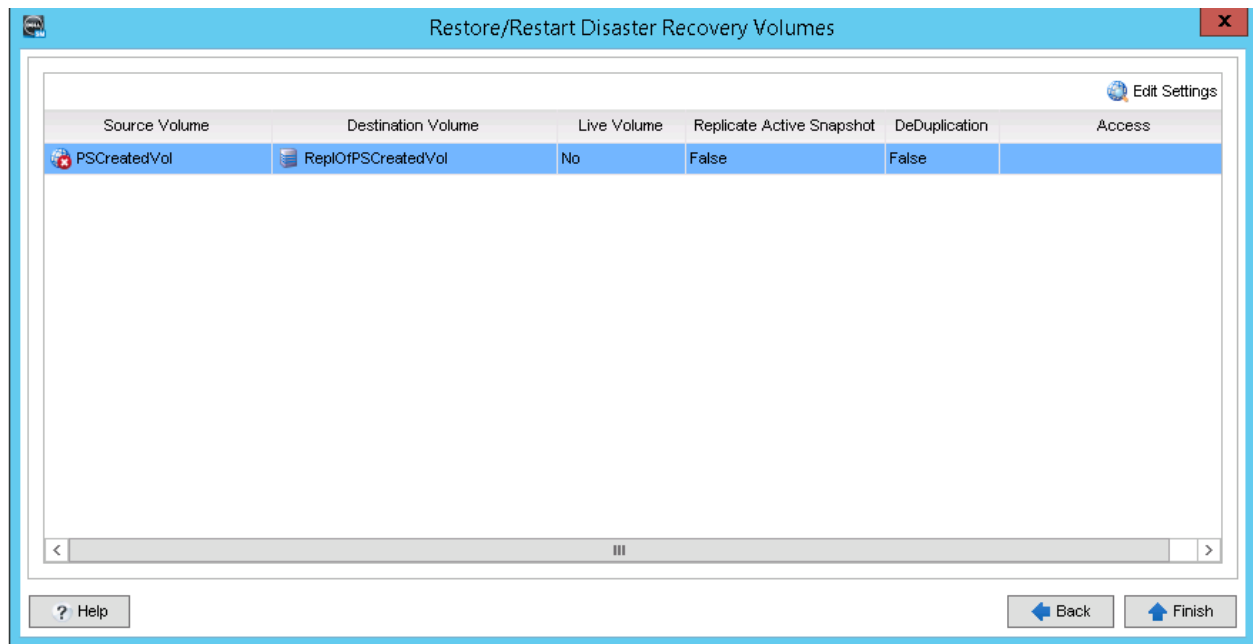 Restore/Restart Disaster Recovery Volumes
x
Edit Settings
Source Volume Destination Volume Live Volume Replicate Active Snapshot DeDuplication Access
PSCreatedVol ReplOfPSCreatedVol No False False
? Help Back Finish